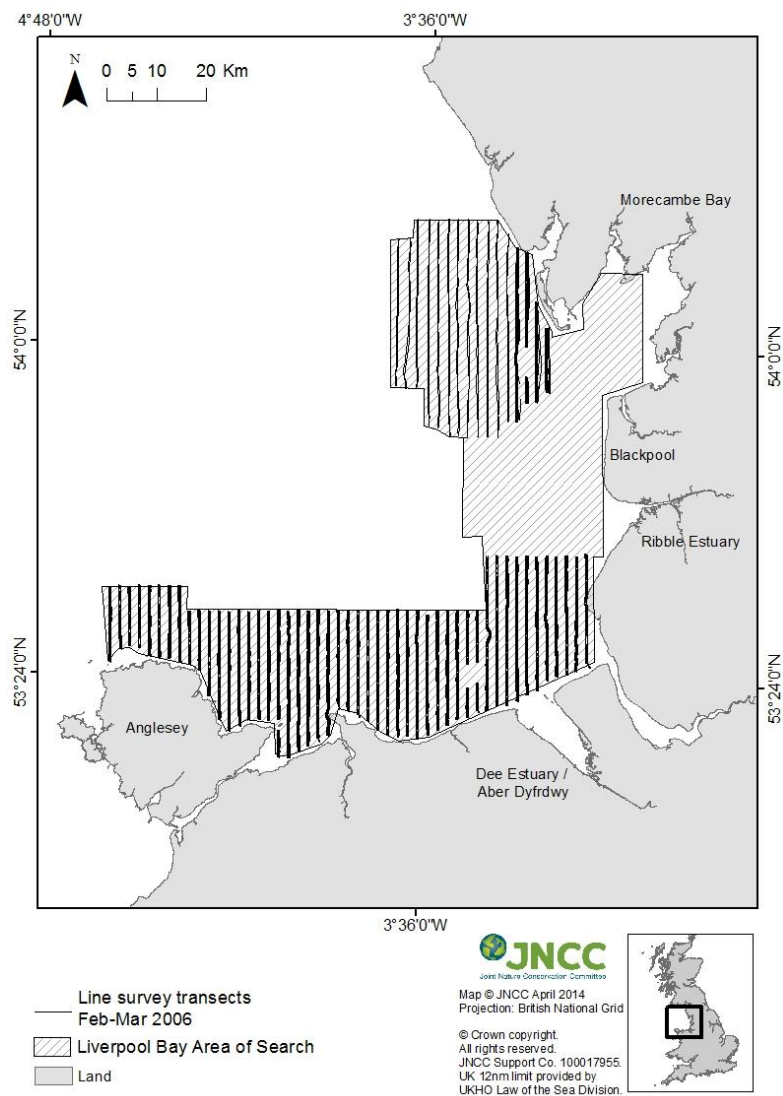 4°48'0"W
3°36'0"W
N
0 5 10 20 Km
Morecambe Bay
54°0'0"N
54°0'0"N
Blackpool
Ribble Estuary
53°24'0"N
53°24'0"N
Anglesey
Dee Estuary /
Aber Dyfrdwy
3°36'0"W
JNCC
Joint Nature Conservation Committee
Line survey transects
Feb-Mar 2006
Liverpool Bay Area of Search
Land
Map © JNCC April 2014
Projection: British National Grid
© Crown copyright.
All rights reserved.
JNCC Support Co. 100017955.
UK 12nm limit provided by
UKHO Law of the Sea Division.